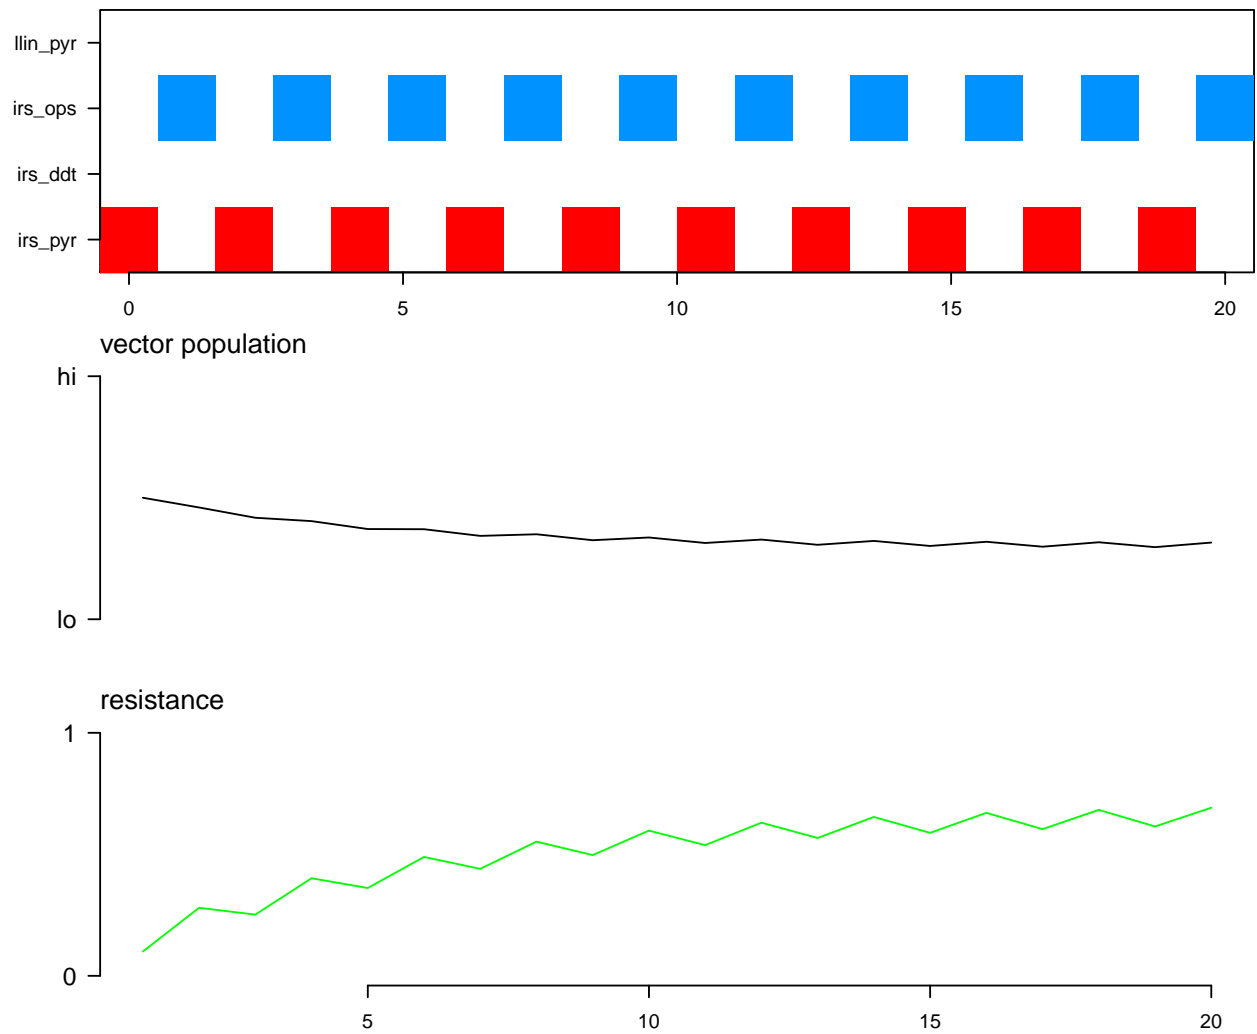 llin_pyr
irs_ops
irs_ddt
irs_pyr
0 5 10 15 20
vector population
hi
lo
resistance
1
0
5 10 15 20